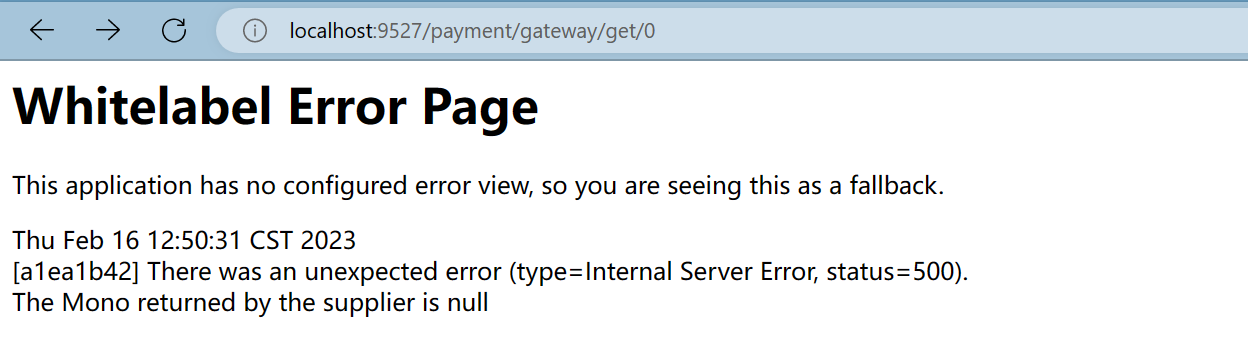 localhost:9527/payment/gateway/get/0
Whitelabel Error Page
This application has no configured error view, so you are seeing this as a fallback.
Thu Feb 16 12:50:31 CST 2023
[a1ea1b42] There was an unexpected error (type=Internal Server Error, status=500).
The Mono returned by the supplier is null